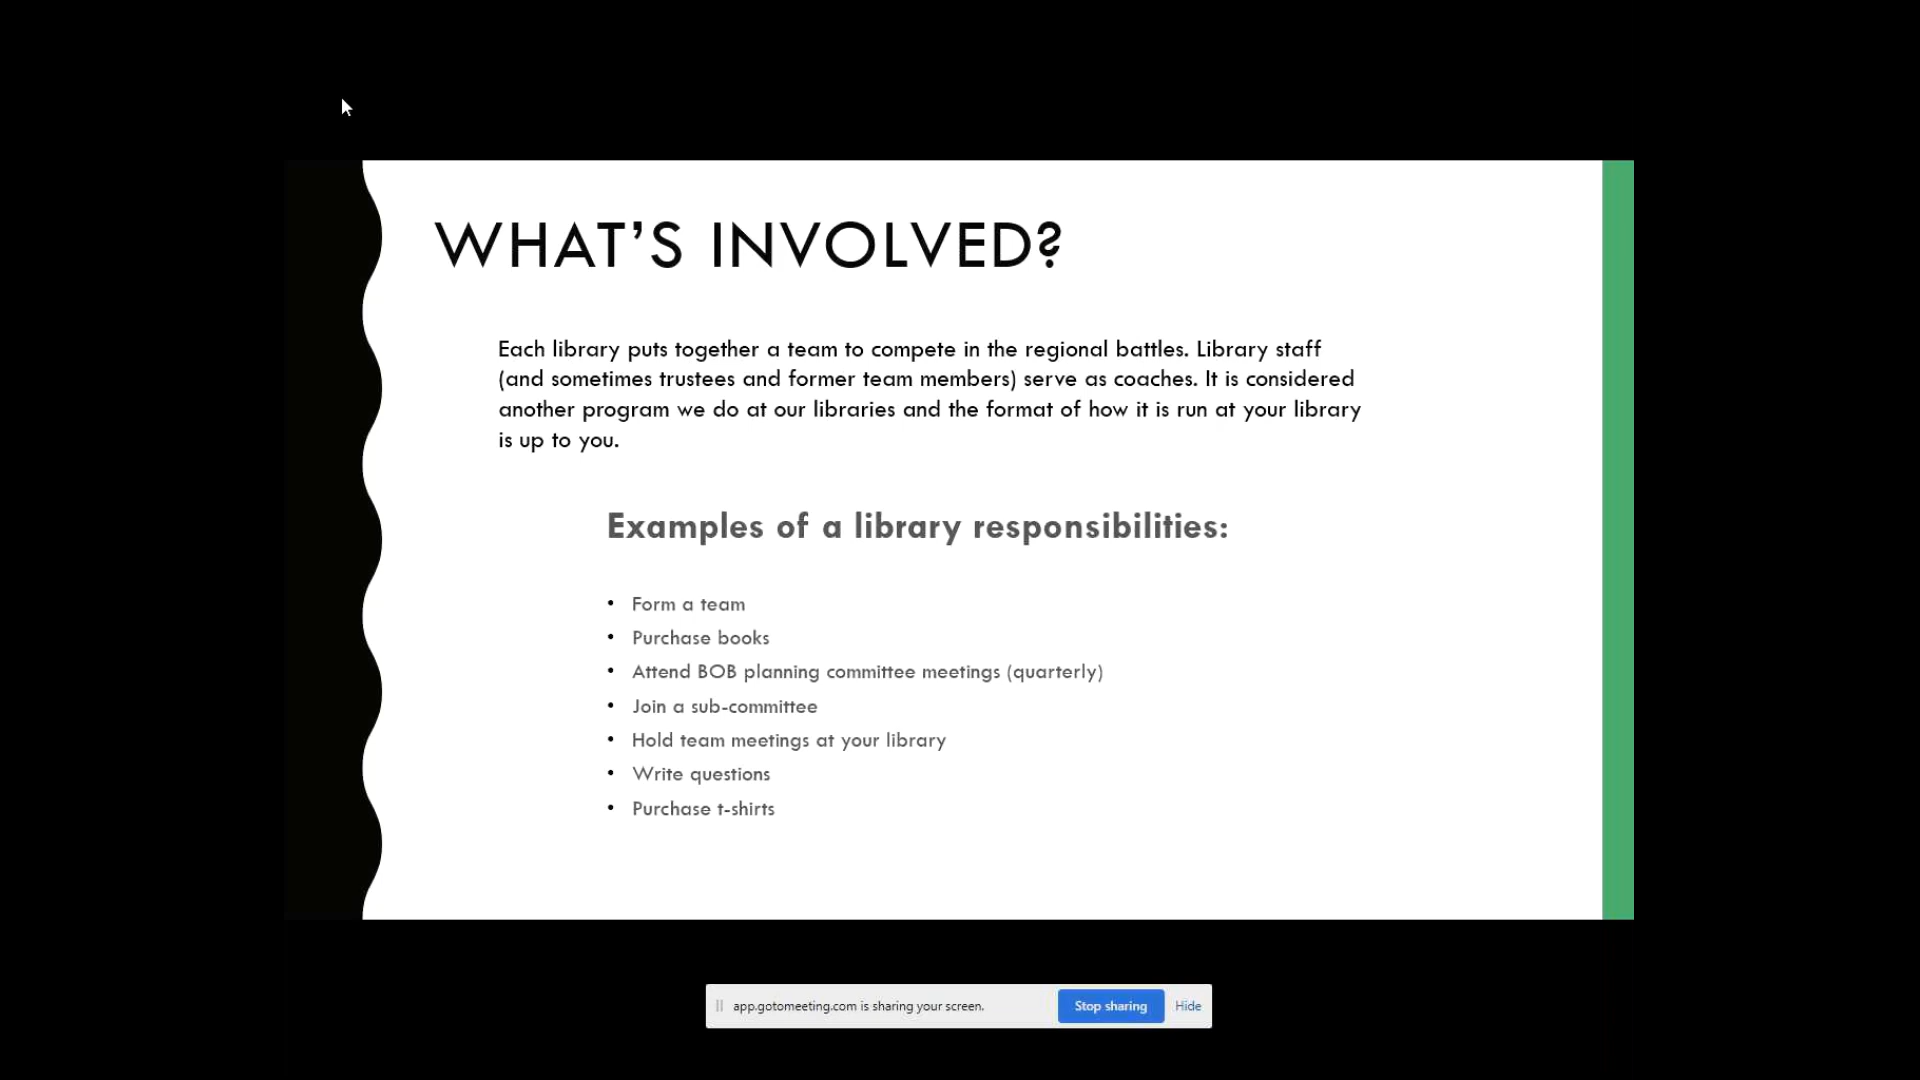 WHAT'S INVOLVED?
Each library puts together a team to compete in the regional battles. Library staff
(and sometimes trustees and former team members) serve as coaches. It is considered
another program we do at our libraries and the format of how it is run at your library
is up to you.
Examples of a library responsibilities:
• Form a team
• Purchase books
• Attend BOB planning committee meetings (quarterly)
• Join a sub-committee
• Hold team meetings at your library
• Write questions
• Purchase t-shirts
app.gotomeeting.com is sharing your screen. Stop sharing Hide